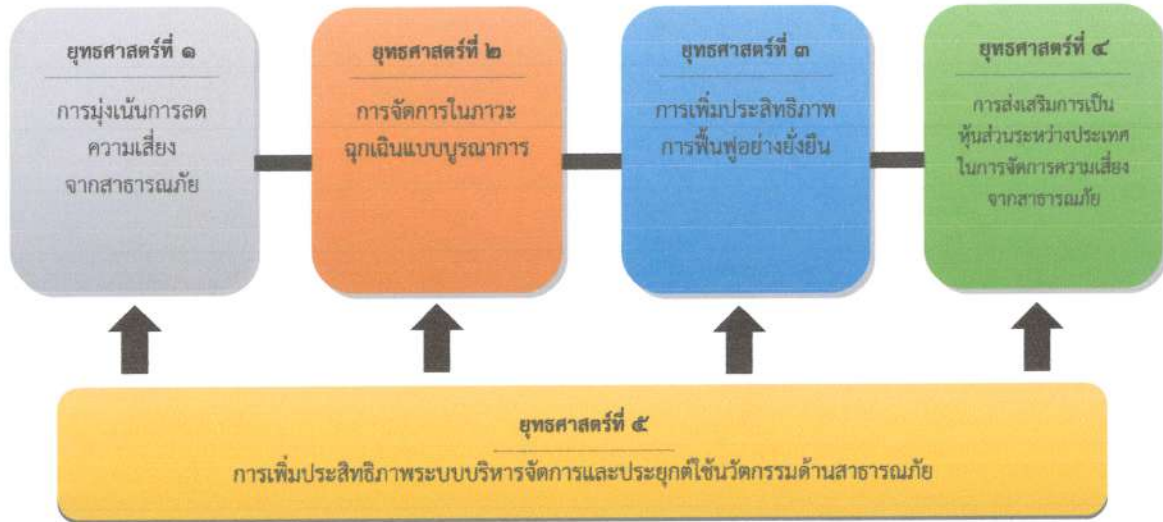 ยุทธศาสตร์ที่ ๑
การมุ่งเน้นการลด
ความเสี่ยง
จากสาธารณภัย
ยุทธศาสตร์ที่ ๒
การจัดการในภาวะ
ฉุกเฉินแบบบูรณาการ
ยุทธศาสตร์ที่ ๓
การเพิ่มประสิทธิภาพ
การฟื้นฟูอย่างยั่งยืน
ยุทธศาสตร์ที่ ๔
การส่งเสริมการเป็น
หุ้นส่วนระหว่างประเทศ
ในการจัดการความเสี่ยง
จากสาธารณภัย
ยุทธศาสตร์ที่ ๕
การเพิ่มประสิทธิภาพระบบบริหารจัดการและประยุกต์ใช้นวัตกรรมด้านสาธารณภัย